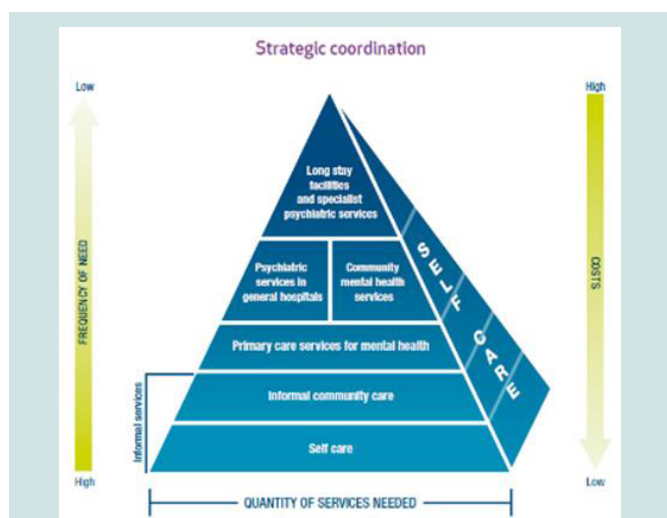 Strategic coordination
Low
High
Long stay
facilities
and specialist
psychiatric services
FREQUENCY OF NEED
Psychiatric
services in
general hospitals
Community
mental health
services
SELF CARE
COSTS
Primary care services for mental health
Informal services
Informal community care
Self care
High
Low
QUANTITY OF SERVICES NEEDED